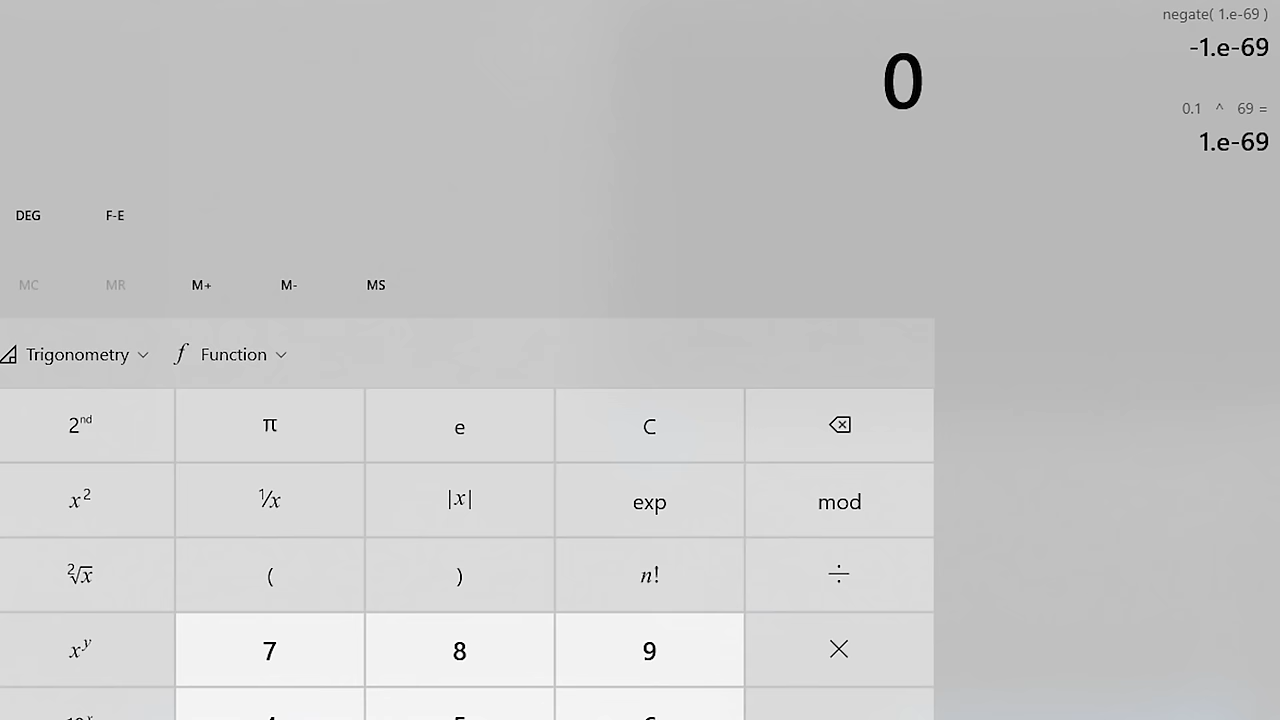 negate( 1.e-69 )
-1.e-69
0
0.1 ^ 69 =
1.e-69
DEG F-E
MC MR M+ M- MS
Trigonometry f Function
2nd π e C
x2 1/x |x| exp mod
2√x ( ) n! ÷
xy 7 8 9 ×